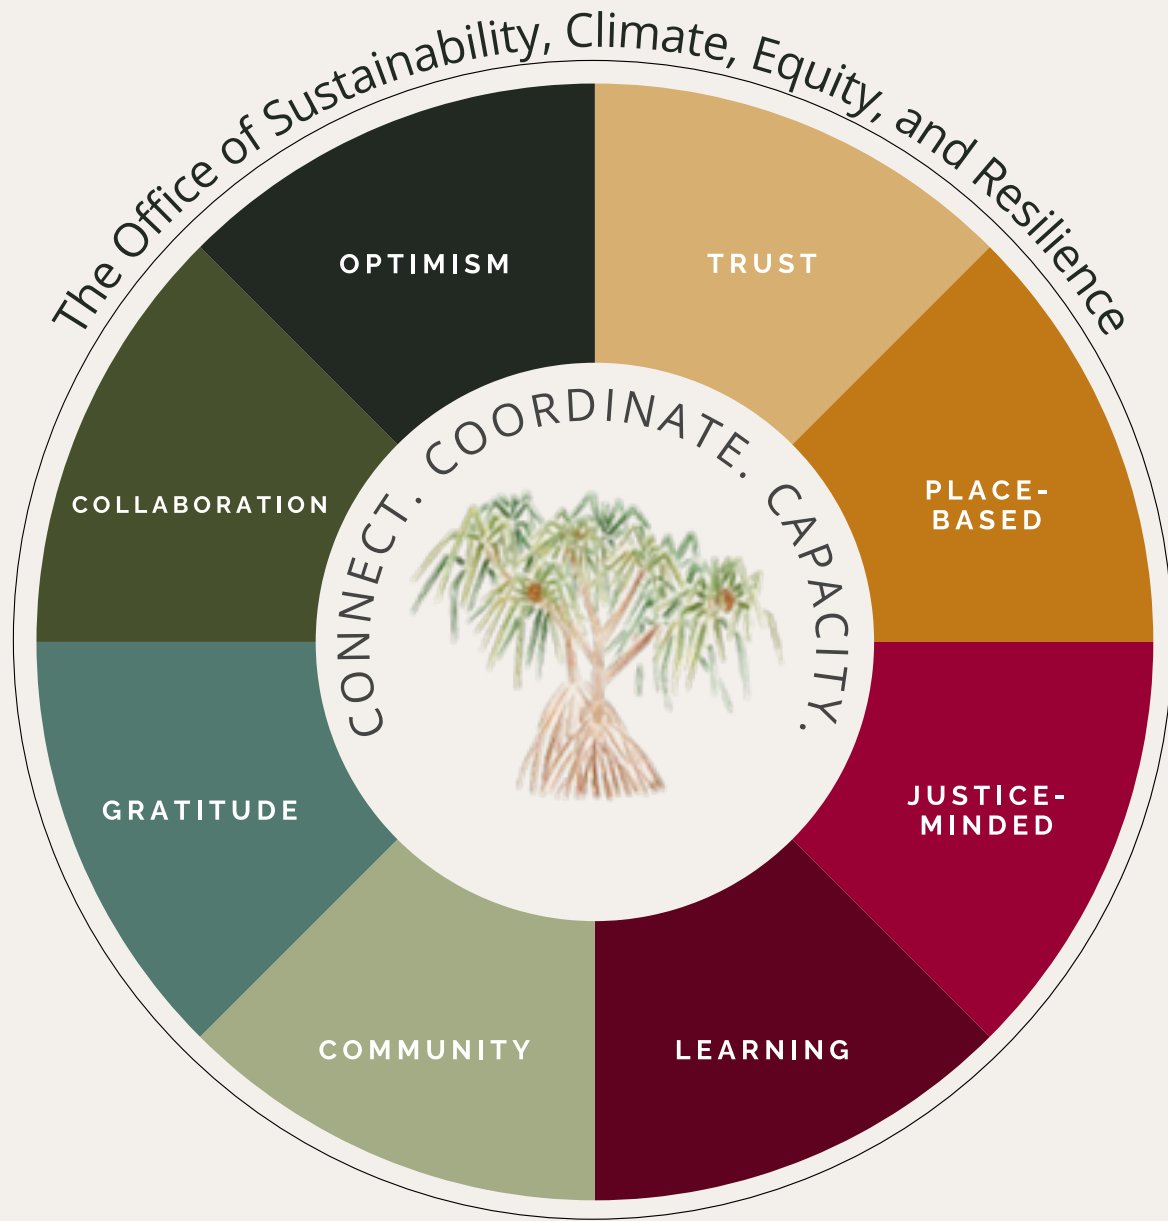 The Office of Sustainability, Climate, Equity, and Resilience
OPTIMISM
TRUST
PLACE-
BASED
JUSTICE-
MINDED
LEARNING
COMMUNITY
GRATITUDE
COLLABORATION
CONNECT. COORDINATE. CAPACITY.